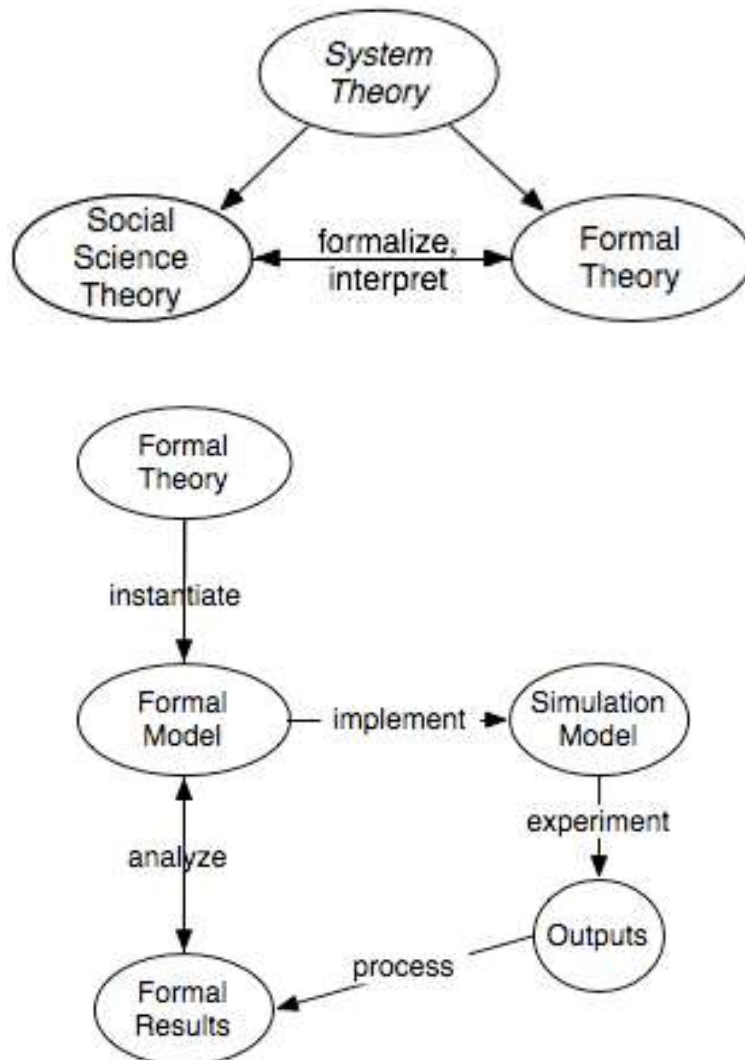 System
Theory
Social
Science
Theory
formalize,
interpret
Formal
Theory
Formal
Theory
instantiate
Formal
Model
implement
Simulation
Model
experiment
analyze
Outputs
process
Formal
Results